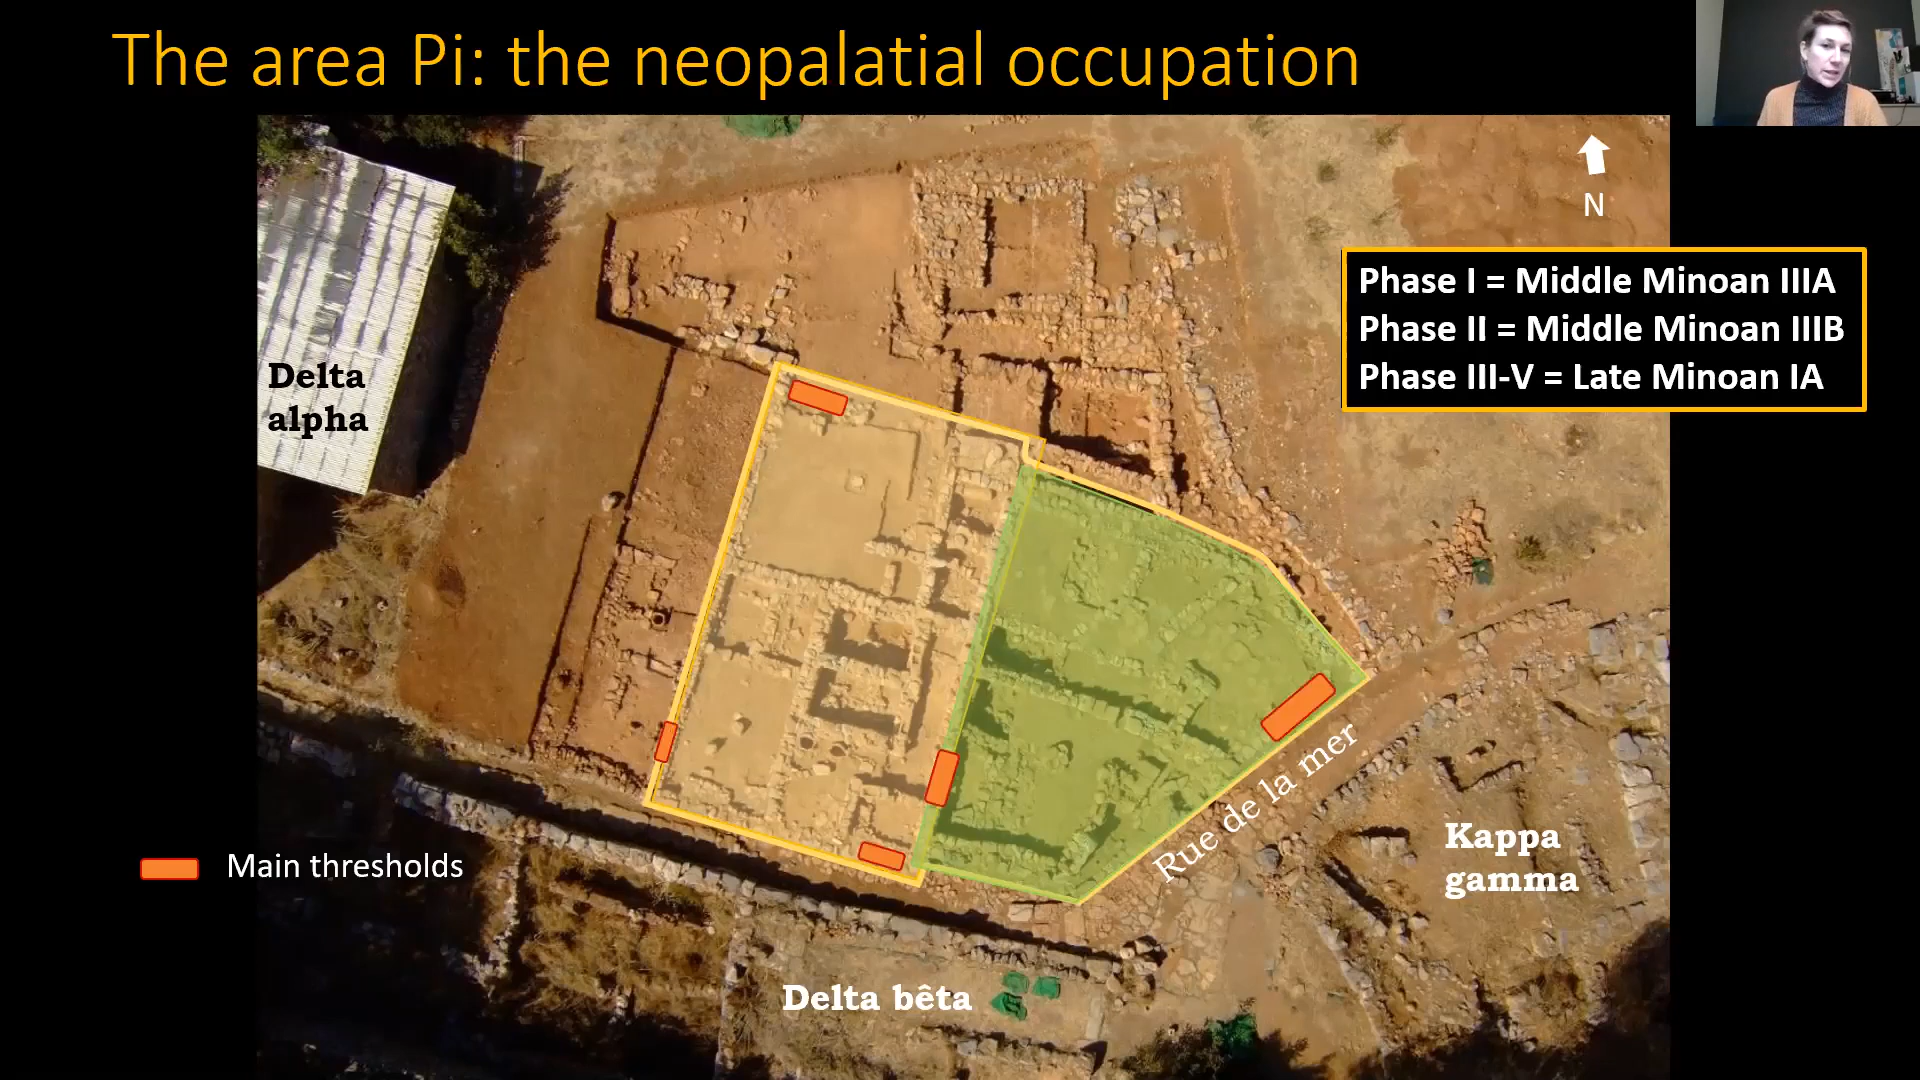 The area Pi: the neopalatial occupation
N
Phase I = Middle Minoan IIIA
Phase II = Middle Minoan IIIB
Phase III-V = Late Minoan IA
Delta
alpha
Rue de la mer
Kappa
gamma
Main thresholds
Delta bêta